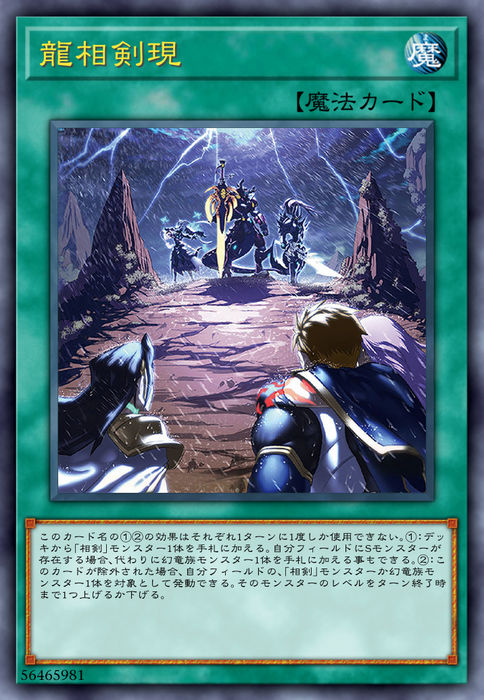 龍相剣現
魔
【魔法カード】
このカード名の①②の効果はそれぞれ1ターンに1度しか使用できない。①:デッ
キから「相剣」モンスター1体を手札に加える。自分フィールドにSモンスターが
存在する場合、代わりに幻竜族モンスター1体を手札に加える事もできる。②:こ
のカードが除外された場合、自分フィールドの、「相剣」モンスターか幻竜族モ
ンスター1体を対象として発動できる。そのモンスターのレベルをターン終了時
まで1つ上げるか下げる。
56465981